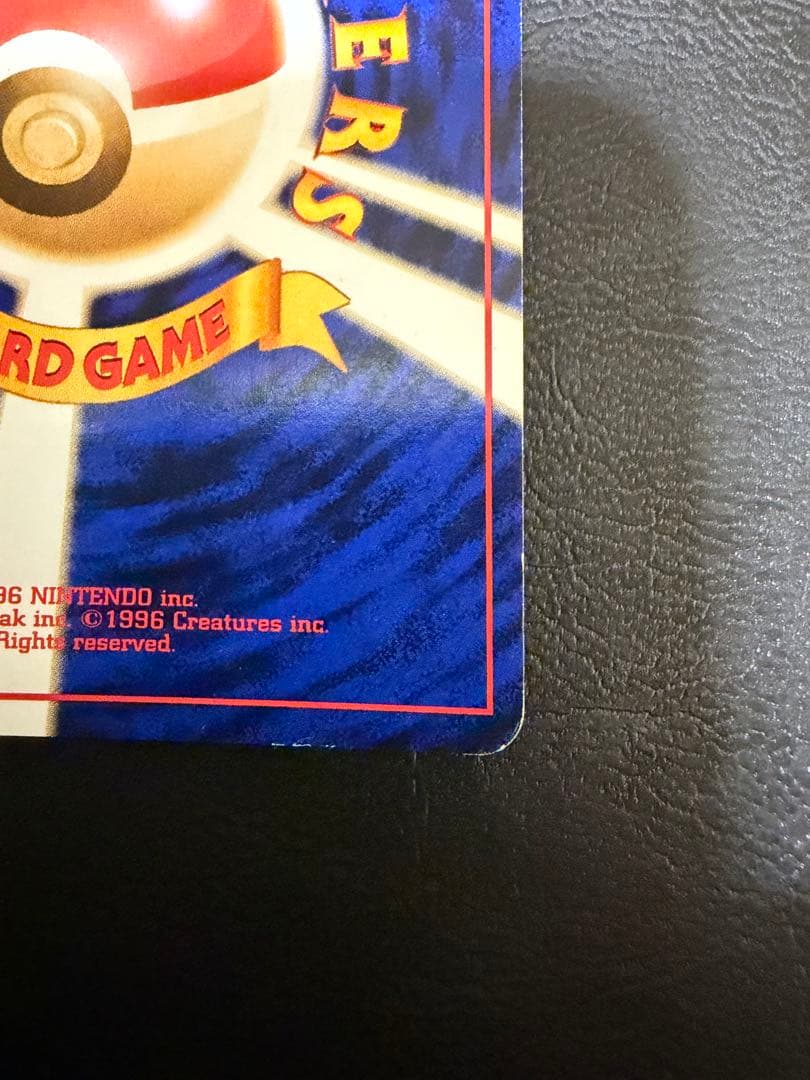 ERS
RD GAME
96 NINTENDO inc.
ak inc. ©1996 Creatures inc.
Rights reserved.